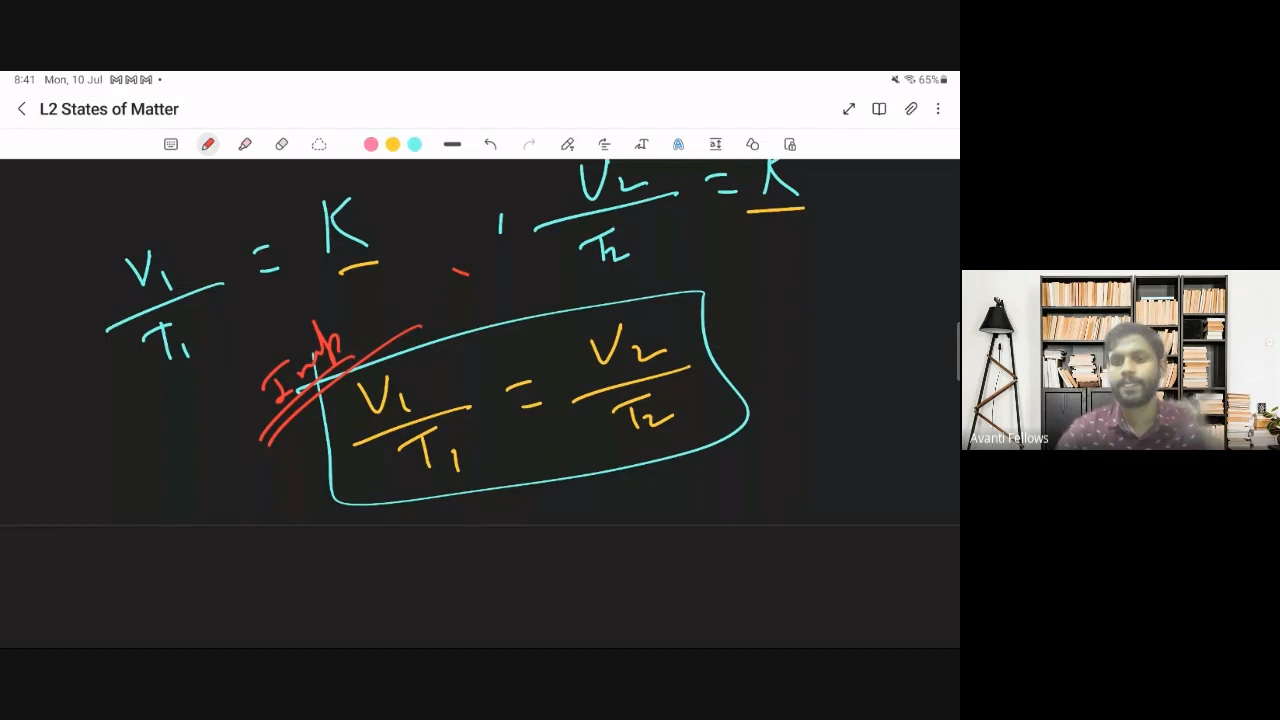 8:41 Mon, 10 Jul
65%
L2 States of Matter
V1/T1 = K , V2/T2 = K
Imp
V1/T1 = V2/T2
Avanti Fellows